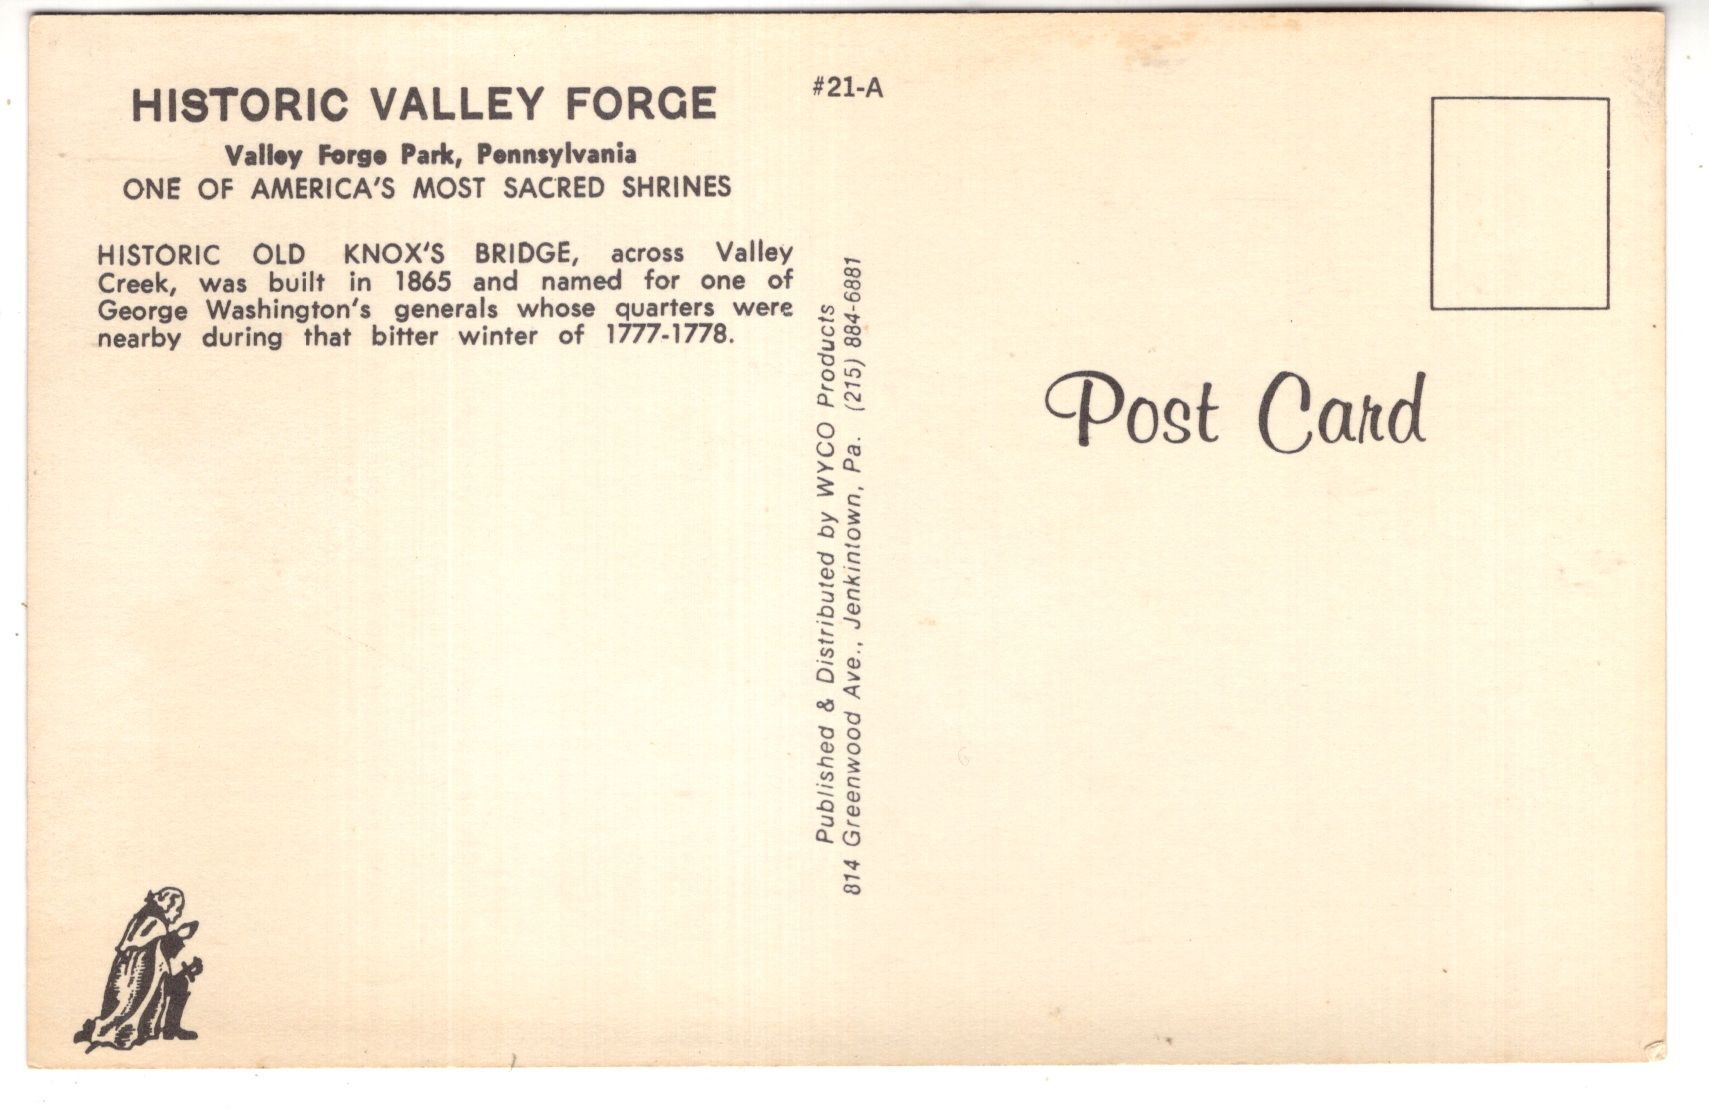 HISTORIC VALLEY FORGE
Valley Forge Park, Pennsylvania
ONE OF AMERICA'S MOST SACRED SHRINES
HISTORIC OLD KNOX'S BRIDGE, across Valley
Creek, was built in 1865 and named for one of
George Washington's generals whose quarters were
nearby during that bitter winter of 1777-1778.
#21-A
Published & Distributed by WYCO Products
814 Greenwood Ave., Jenkintown, Pa. (215) 884-6881
Post Card